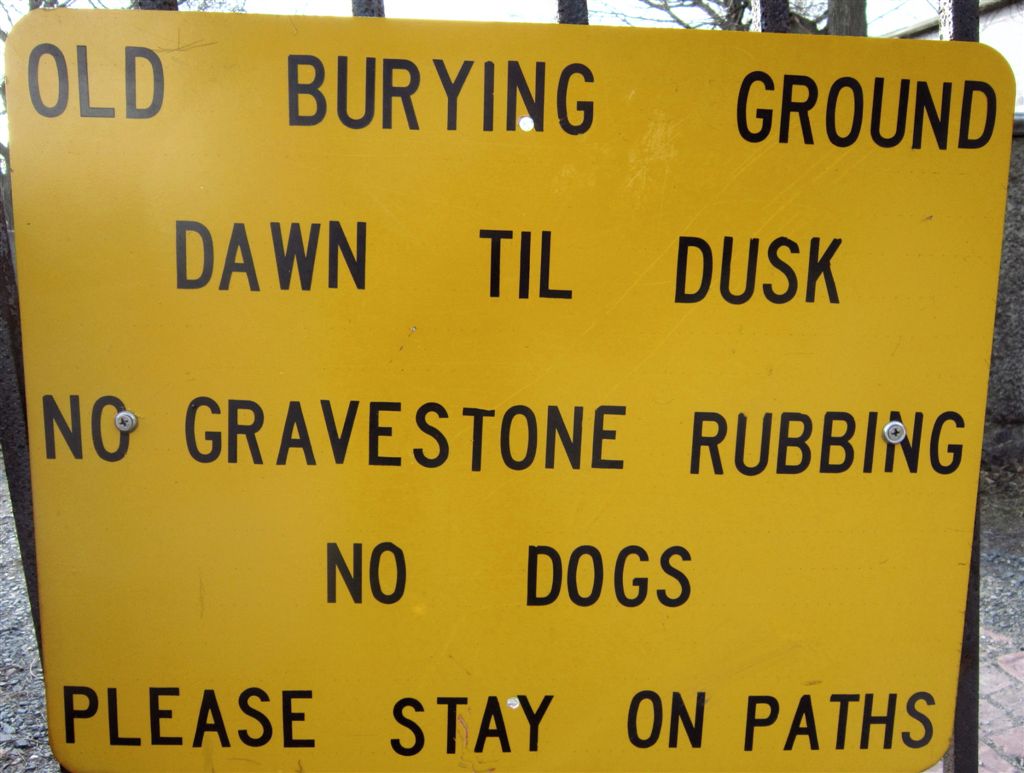 OLD BURYING GROUND
DAWN TIL DUSK
NO GRAVESTONE RUBBING
NO DOGS
PLEASE STAY ON PATHS